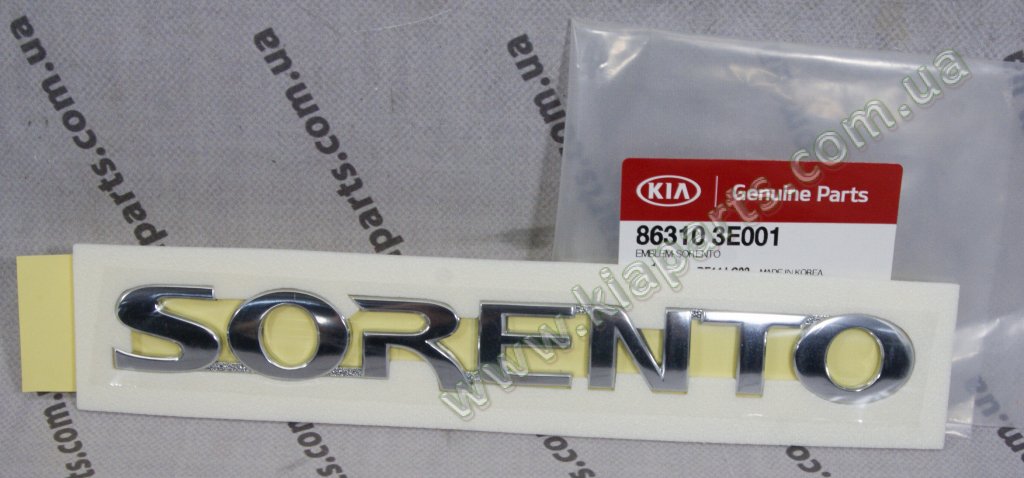 KIA Genuine Parts
86310 3E001
EMBLEM-SORENTO
MADE IN KOREA
SORENTO
www.kiaparts.com.ua